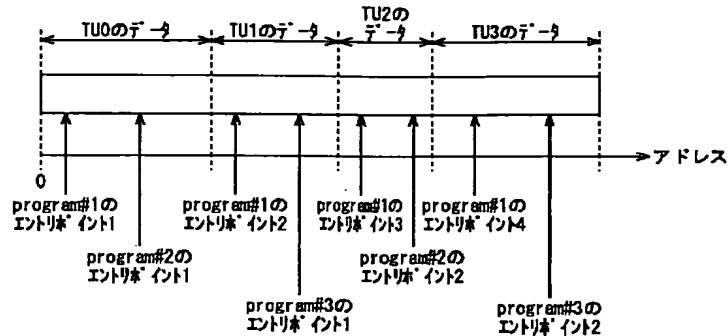 TU0のデータ
TU1のデータ
TU2の
データ
TU3のデータ
アドレス
0
program#1の
エントリポイント1
program#2の
エントリポイント1
program#1の
エントリポイント2
program#3の
エントリポイント1
program#1の
エントリポイント3
program#2の
エントリポイント2
program#1の
エントリポイント4
program#3の
エントリポイント2